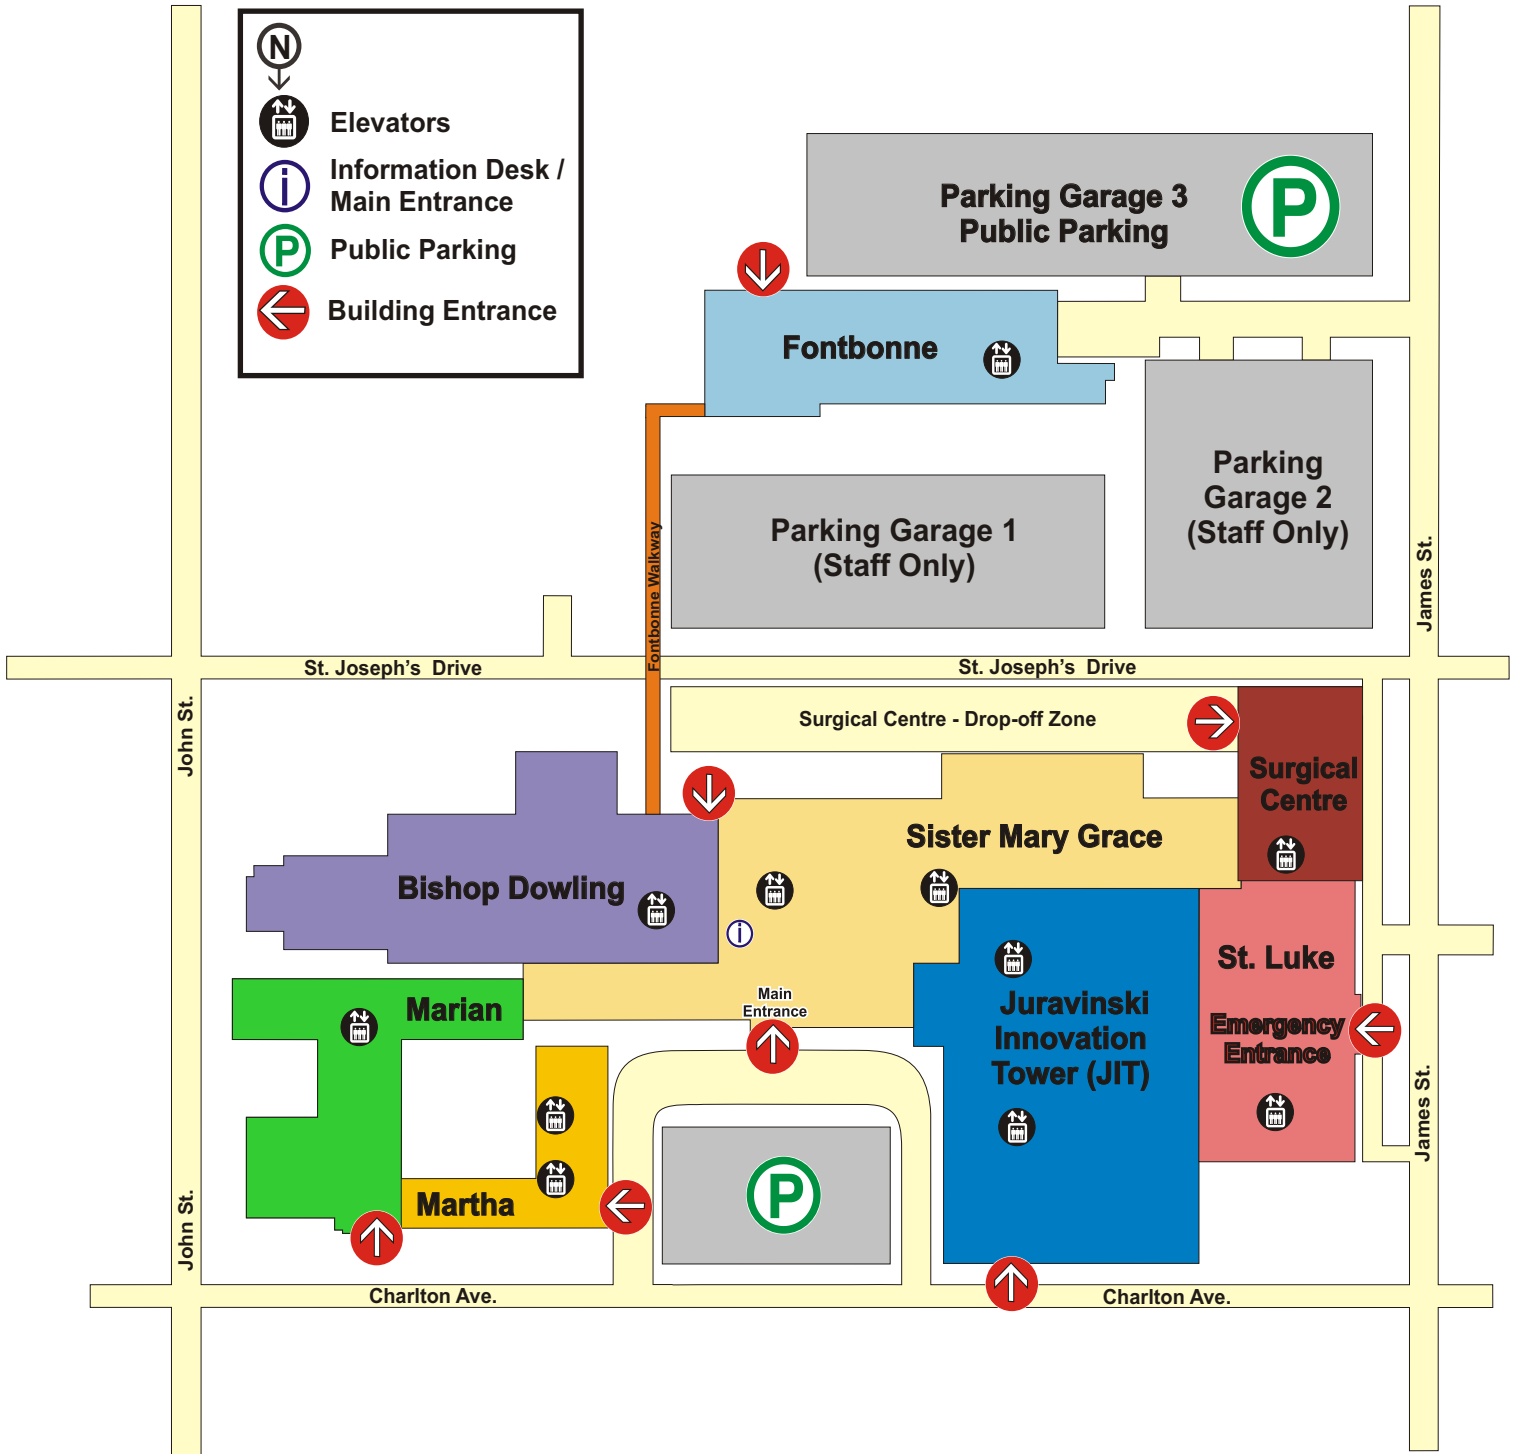 N
Elevators
i
Information Desk /
Main Entrance
P
Public Parking
Building Entrance
Parking Garage 3
Public Parking
P
Fontbonne
Parking Garage 1
(Staff Only)
Parking
Garage 2
(Staff Only)
Fontbonne Walkway
James St.
St. Joseph's Drive
St. Joseph's Drive
John St.
Surgical Centre - Drop-off Zone
Surgical
Centre
Sister Mary Grace
Bishop Dowling
i
St. Luke
Marian
Main
Entrance
Juravinski
Innovation
Tower (JIT)
Emergency
Entrance
James St.
Martha
P
John St.
Charlton Ave.
Charlton Ave.